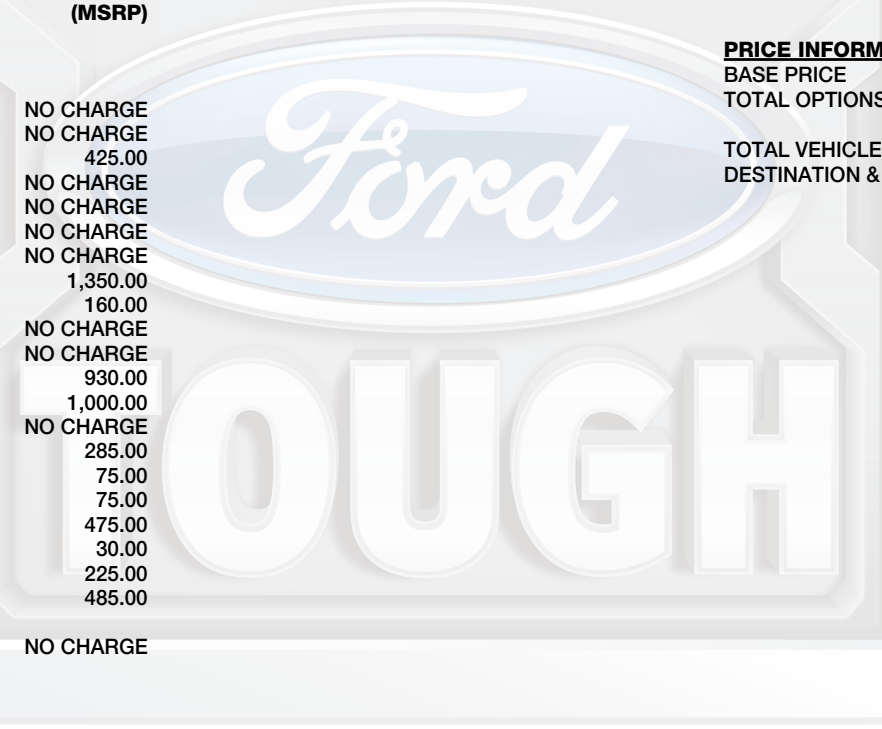 (MSRP)
PRICE INFORM
BASE PRICE
TOTAL OPTIONS
TOTAL VEHICLE
DESTINATION &
NO CHARGE
NO CHARGE
425.00
NO CHARGE
NO CHARGE
NO CHARGE
NO CHARGE
1,350.00
160.00
NO CHARGE
NO CHARGE
930.00
1,000.00
NO CHARGE
285.00
75.00
75.00
475.00
30.00
225.00
485.00
NO CHARGE
Ford
TOUGH